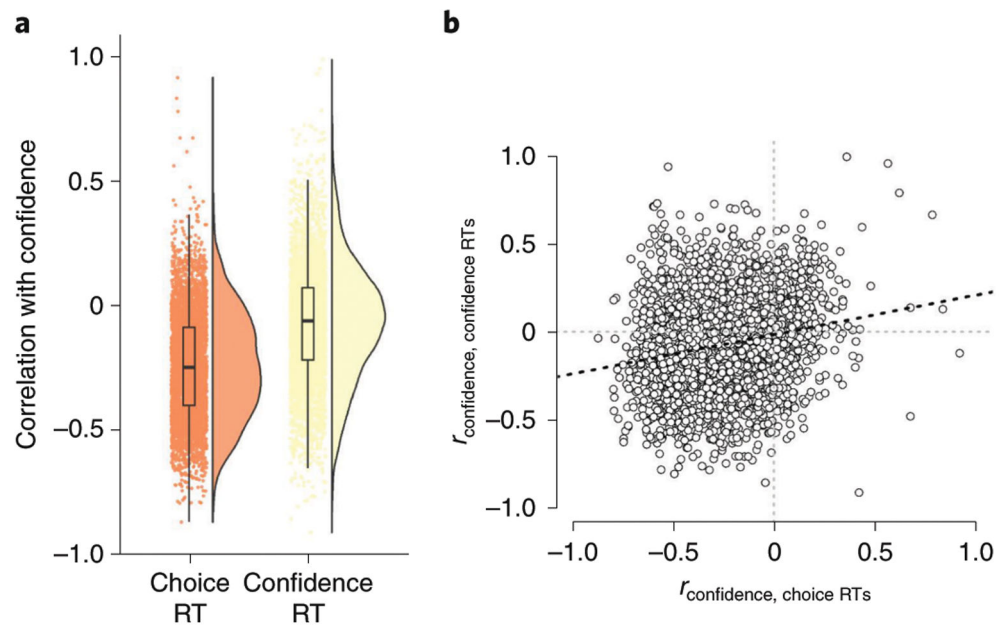 a
Correlation with confidence
1.0
0.5
0
−0.5
−1.0
Choice RT
Confidence RT
b
rconfidence, confidence RTs
1.0
0.5
0
−0.5
−1.0
−1.0 −0.5 0 0.5 1.0
rconfidence, choice RTs